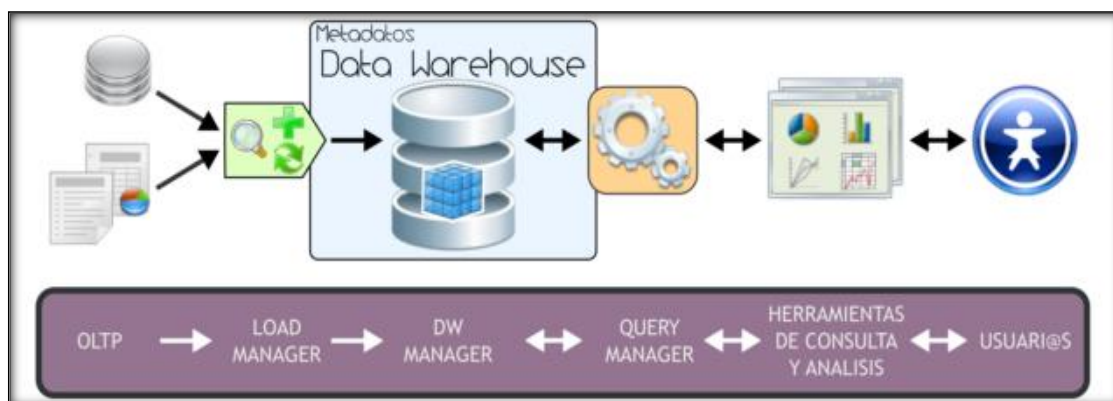 Metadatos
Data Warehouse
OLTP
LOAD
MANAGER
DW
MANAGER
QUERY
MANAGER
HERRAMIENTAS
DE CONSULTA
Y ANALISIS
USUARI@S